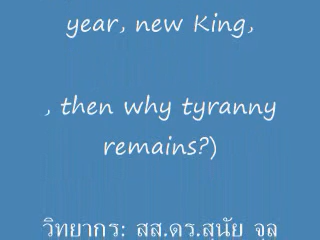 year, new King,
, then why tyranny
remains?)
วิทยากร: สส.ดร.สุนัย จุล